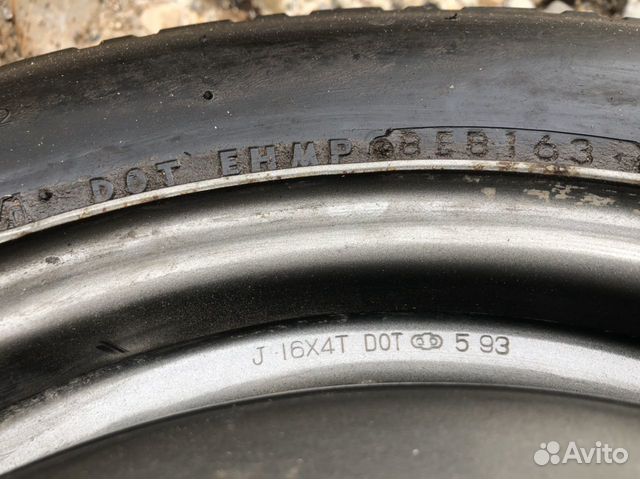 DOT EHMP 8EB163
J 16X4T DOT 5 93
Avito